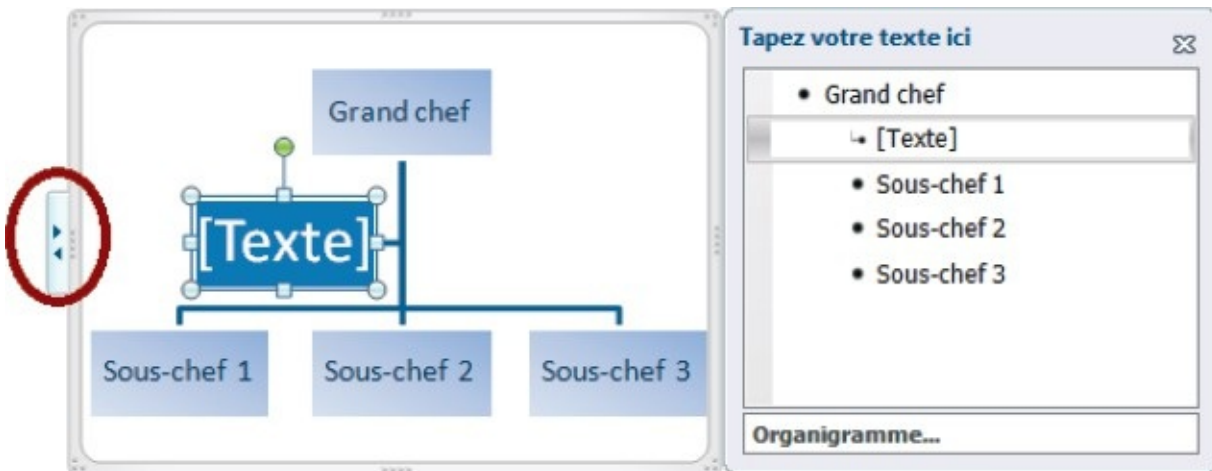 Grand chef
[Texte]
Sous-chef 1
Sous-chef 2
Sous-chef 3
Tapez votre texte ici
Grand chef
[Texte]
Sous-chef 1
Sous-chef 2
Sous-chef 3
Organigramme...